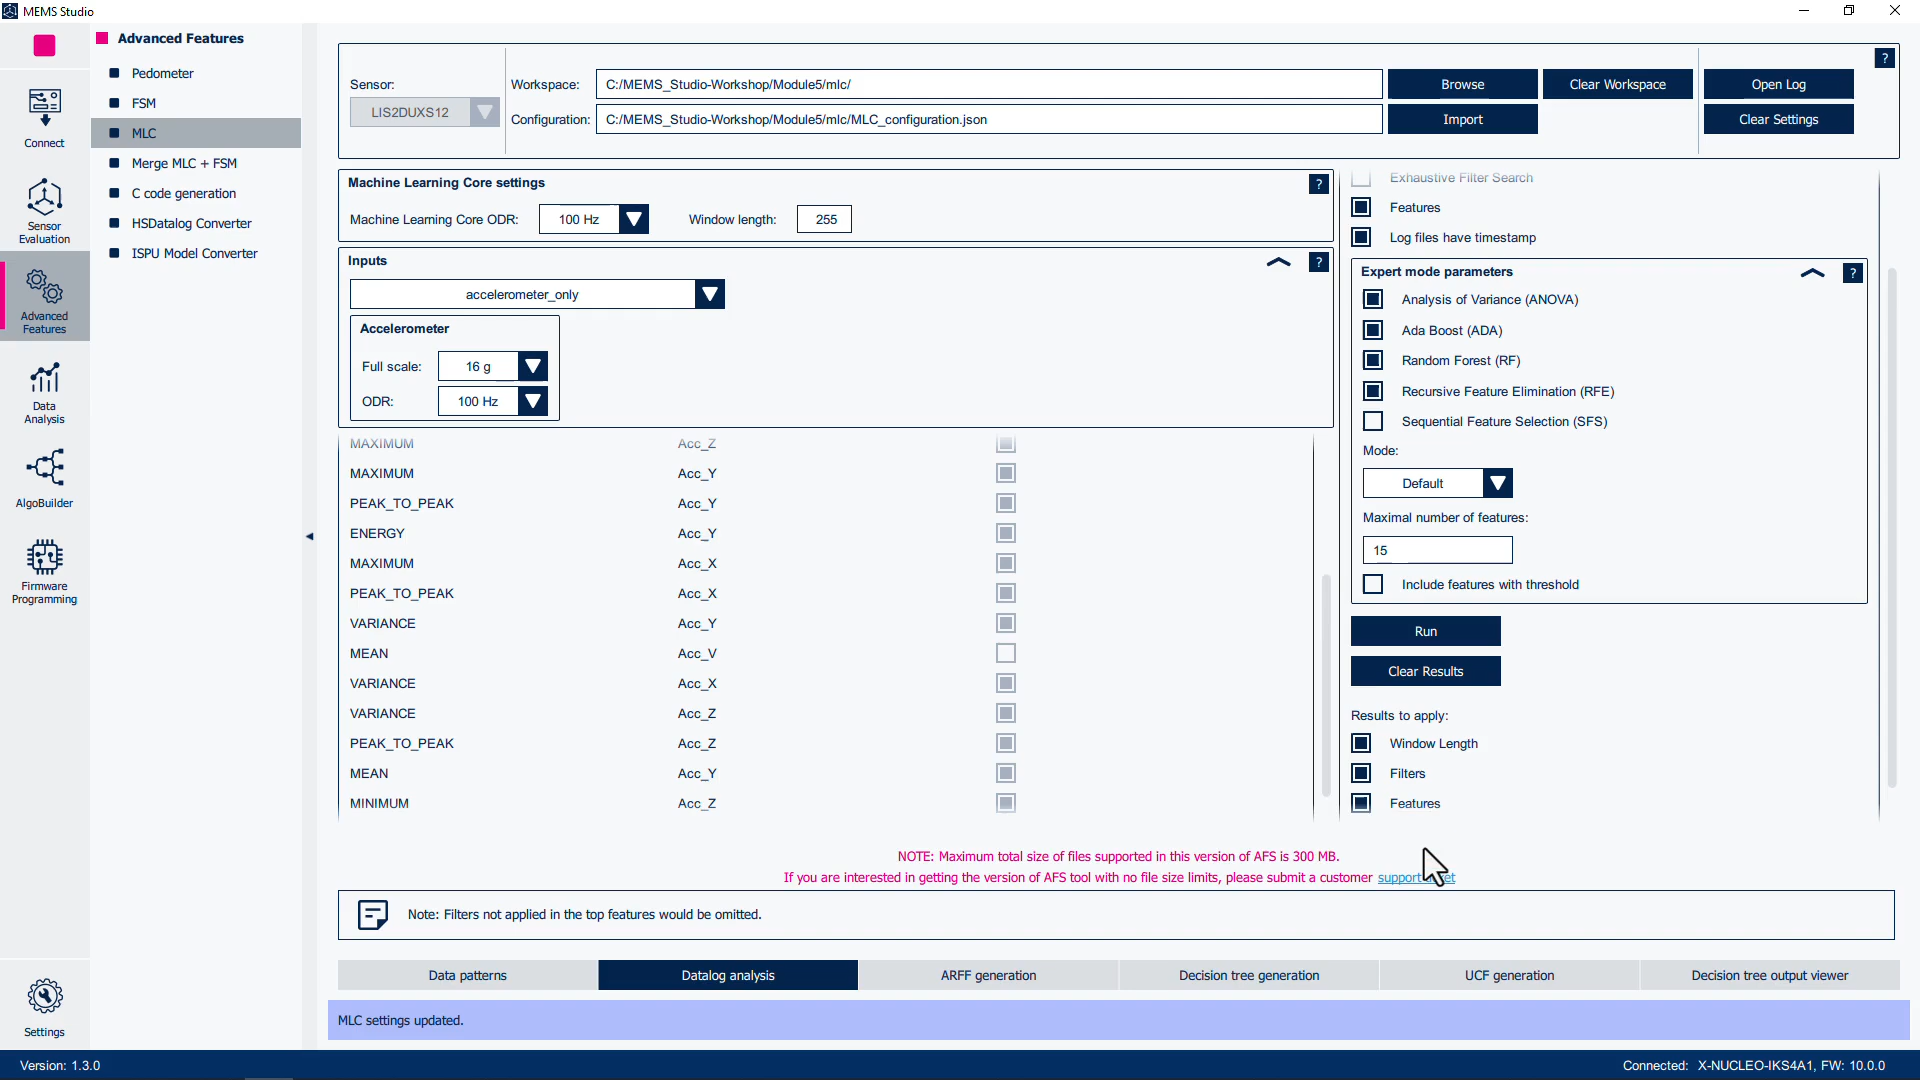 MEMS Studio
Advanced Features
Pedometer
FSM
MLC
Merge MLC + FSM
C code generation
HSDatalog Converter
ISPU Model Converter
Connect
Sensor
Evaluation
Advanced
Features
Data
Analysis
AlgoBuilder
Firmware
Programming
Settings
Sensor:
LIS2DUXS12
Workspace:
C:/MEMS_Studio-Workshop/Module5/mlc/
Browse
Clear Workspace
Open Log
?
Configuration:
C:/MEMS_Studio-Workshop/Module5/mlc/MLC_configuration.json
Import
Clear Settings
Machine Learning Core settings
?
Machine Learning Core ODR:
100 Hz
Window length:
255
Inputs
?
accelerometer_only
Accelerometer
Full scale:
16 g
ODR:
100 Hz
MAXIMUM Acc_Z
MAXIMUM Acc_Y
PEAK_TO_PEAK Acc_Y
ENERGY Acc_Y
MAXIMUM Acc_X
PEAK_TO_PEAK Acc_X
VARIANCE Acc_Y
MEAN Acc_V
VARIANCE Acc_X
VARIANCE Acc_Z
PEAK_TO_PEAK Acc_Z
MEAN Acc_Y
MINIMUM Acc_Z
Exhaustive Filter Search
Features
Log files have timestamp
Expert mode parameters
?
Analysis of Variance (ANOVA)
Ada Boost (ADA)
Random Forest (RF)
Recursive Feature Elimination (RFE)
Sequential Feature Selection (SFS)
Mode:
Default
Maximal number of features:
15
Include features with threshold
Run
Clear Results
Results to apply:
Window Length
Filters
Features
NOTE: Maximum total size of files supported in this version of AFS is 300 MB.
If you are interested in getting the version of AFS tool with no file size limits, please submit a customer support
Note: Filters not applied in the top features would be omitted.
Data patterns
Datalog analysis
ARFF generation
Decision tree generation
UCF generation
Decision tree output viewer
MLC settings updated.
Version: 1.3.0
Connected: X-NUCLEO-IKS4A1, FW: 10.0.0